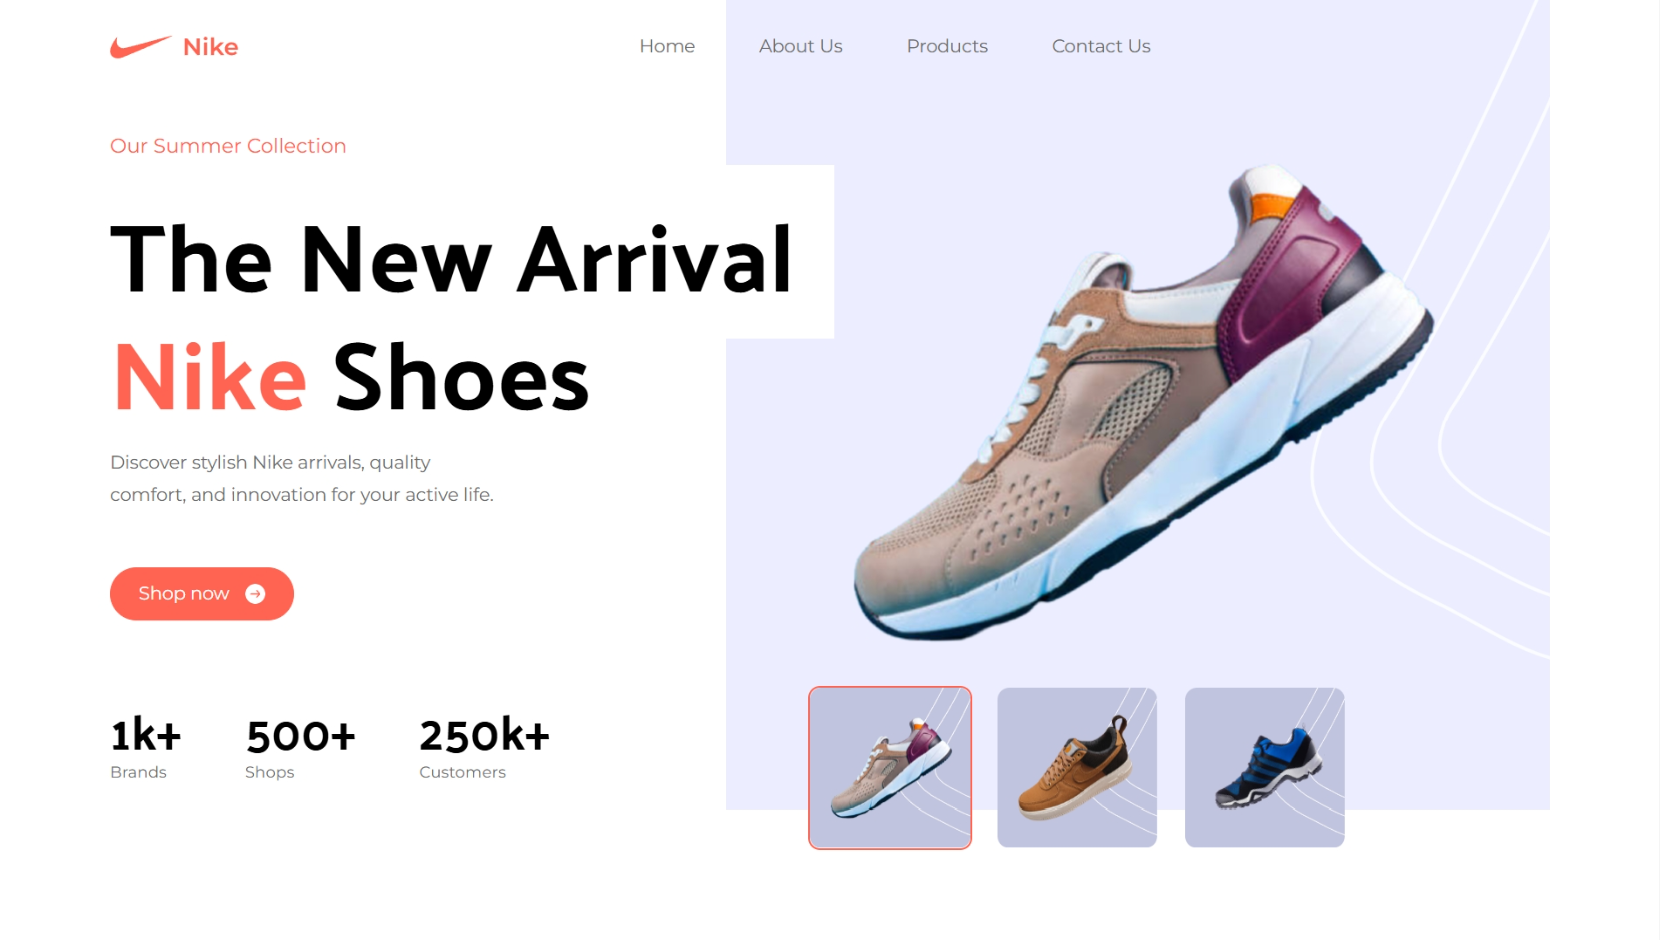 Nike
Home
About Us
Products
Contact Us
Our Summer Collection
The New Arrival
Nike Shoes
Discover stylish Nike arrivals, quality
comfort, and innovation for your active life.
Shop now
1k+
Brands
500+
Shops
250k+
Customers